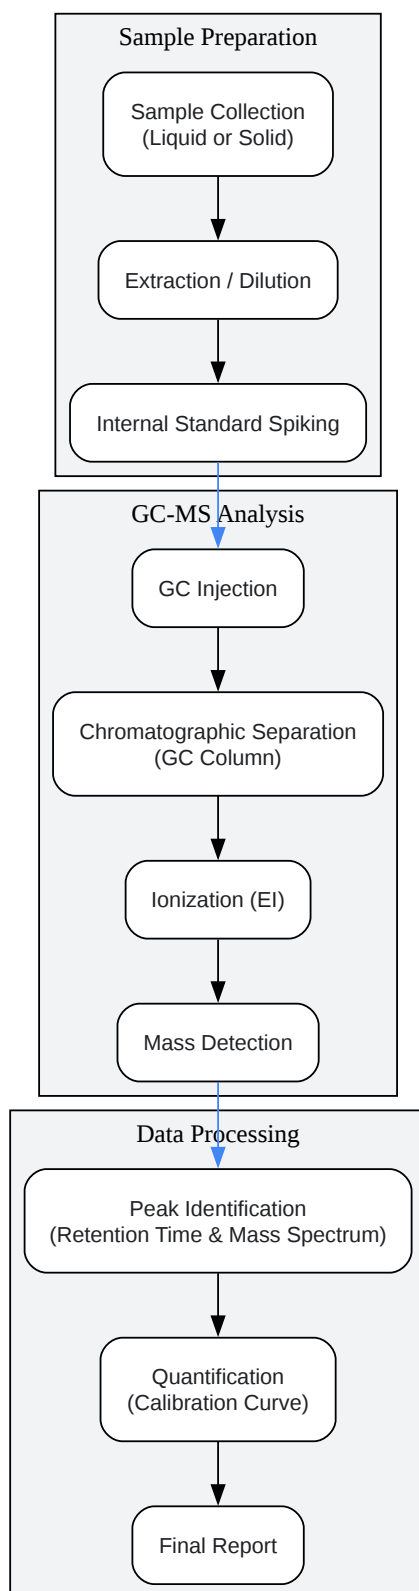 Sample Preparation
Sample Collection
(Liquid or Solid)
Extraction / Dilution
Internal Standard Spiking
GC-MS Analysis
GC Injection
Chromatographic Separation
(GC Column)
Ionization (EI)
Mass Detection
Data Processing
Peak Identification
(Retention Time & Mass Spectrum)
Quantification
(Calibration Curve)
Final Report